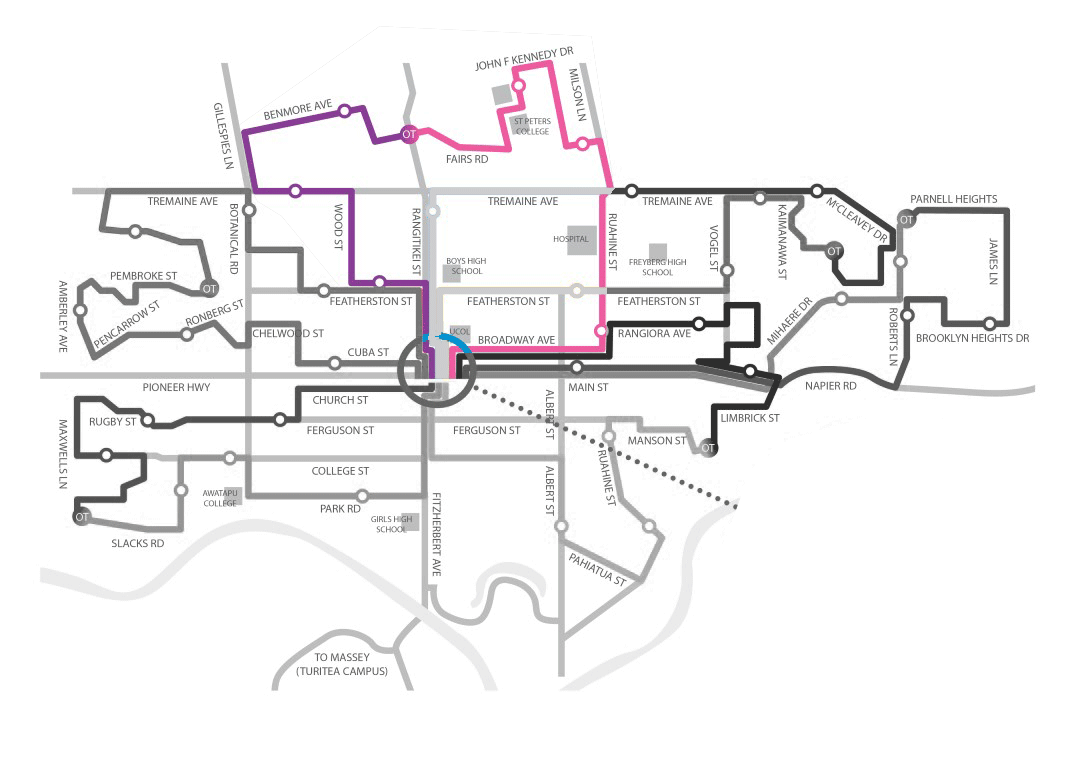 JOHN F KENNEDY DR
MILSON LN
BENMORE AVE
GILLESPIES LN
ST PETERS
COLLEGE
OT
FAIRS RD
TREMAINE AVE
TREMAINE AVE
TREMAINE AVE
PARNELL HEIGHTS
BOTANICAL RD
WOOD ST
RANGITIKEI ST
RUAHINE ST
VOGEL ST
KAIMANAWA ST
M'CLEAVEY DR
OT
JAMES LN
HOSPITAL
FREYBERG HIGH
SCHOOL
OT
BOYS HIGH
SCHOOL
PEMBROKE ST
OT
AMBERLEY AVE
PENCARROW ST
RONBERG ST
FEATHERSTON ST
FEATHERSTON ST
FEATHERSTON ST
MIHAERE DR
ROBERTS LN
CHELWOOD ST
UCOL
BROADWAY AVE
RANGIORA AVE
BROOKLYN HEIGHTS DR
CUBA ST
PIONEER HWY
MAIN ST
NAPIER RD
CHURCH ST
ALBERT ST
LIMBRICK ST
RUGBY ST
FERGUSON ST
FERGUSON ST
MANSON ST
OT
MAXWELLS LN
COLLEGE ST
ALBERT ST
RUAHINE ST
AWATAPU
COLLEGE
PARK RD
GIRLS HIGH
SCHOOL
OT
SLACKS RD
FITZHERBERT AVE
PAHIATUA ST
TO MASSEY
(TURITEA CAMPUS)